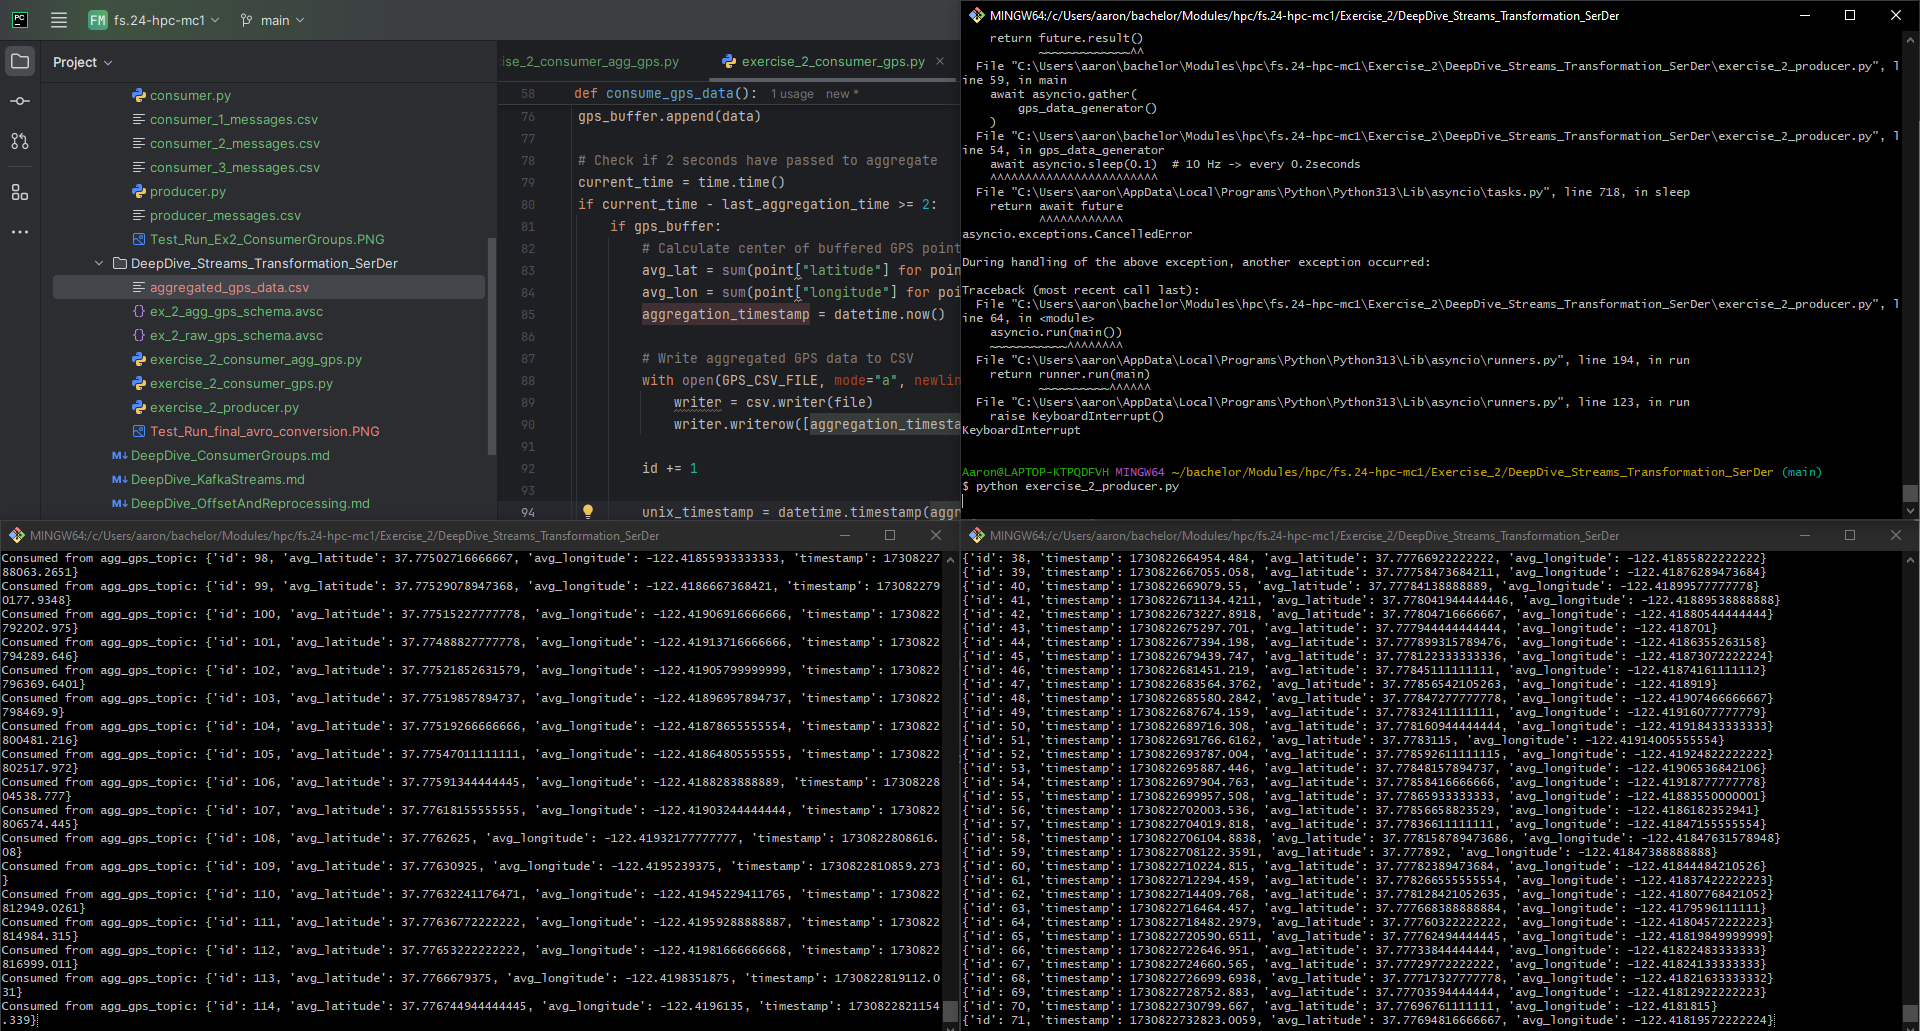 PC
FM fs.24-hpc-mc1
main
Project
consumer.py
consumer_1_messages.csv
consumer_2_messages.csv
consumer_3_messages.csv
producer.py
producer_messages.csv
Test_Run_Ex2_ConsumerGroups.PNG
DeepDive_Streams_Transformation_SerDer
aggregated_gps_data.csv
ex_2_agg_gps_schema.avsc
ex_2_raw_gps_schema.avsc
exercise_2_consumer_agg_gps.py
exercise_2_consumer_gps.py
exercise_2_producer.py
Test_Run_final_avro_conversion.PNG
M↓ DeepDive_ConsumerGroups.md
M↓ DeepDive_KafkaStreams.md
M↓ DeepDive_OffsetAndReprocessing.md
ise_2_consumer_agg_gps.py
exercise_2_consumer_gps.py
58 def consume_gps_data(): 1 usage new *
76 gps_buffer.append(data)
77
78 # Check if 2 seconds have passed to aggregate
79 current_time = time.time()
80 if current_time - last_aggregation_time >= 2:
81 if gps_buffer:
82 # Calculate center of buffered GPS point
83 avg_lat = sum(point["latitude"] for poin
84 avg_lon = sum(point["longitude"] for poi
85 aggregation_timestamp = datetime.now()
86
87 # Write aggregated GPS data to CSV
88 with open(GPS_CSV_FILE, mode="a", newlin
89 writer = csv.writer(file)
90 writer.writerow([aggregation_timesta
91
92 id += 1
93
94 unix_timestamp = datetime.timestamp(aggr
MINGW64:/c/Users/aaron/bachelor/Modules/hpc/fs.24-hpc-mc1/Exercise_2/DeepDive_Streams_Transformation_SerDer
return future.result()
~~~~~~~~~~~~~^^
File "C:\Users\aaron\bachelor\Modules\hpc\fs.24-hpc-mc1\Exercise_2\DeepDive_Streams_Transformation_SerDer\exercise_2_producer.py", l
ine 59, in main
await asyncio.gather(
gps_data_generator()
)
File "C:\Users\aaron\bachelor\Modules\hpc\fs.24-hpc-mc1\Exercise_2\DeepDive_Streams_Transformation_SerDer\exercise_2_producer.py", l
ine 54, in gps_data_generator
await asyncio.sleep(0.1) # 10 Hz -> every 0.2seconds
^^^^^^^^^^^^^^^^^^^^^^^^
File "C:\Users\aaron\AppData\Local\Programs\Python\Python313\Lib\asyncio\tasks.py", line 718, in sleep
return await future
^^^^^^^^^^^^
asyncio.exceptions.CancelledError
During handling of the above exception, another exception occurred:
Traceback (most recent call last):
File "C:\Users\aaron\bachelor\Modules\hpc\fs.24-hpc-mc1\Exercise_2\DeepDive_Streams_Transformation_SerDer\exercise_2_producer.py", l
ine 64, in <module>
asyncio.run(main())
~~~~~~~~~~~^^^^^^^^
File "C:\Users\aaron\AppData\Local\Programs\Python\Python313\Lib\asyncio\runners.py", line 194, in run
return runner.run(main)
~~~~~~~~~~^^^^^^
File "C:\Users\aaron\AppData\Local\Programs\Python\Python313\Lib\asyncio\runners.py", line 123, in run
raise KeyboardInterrupt()
KeyboardInterrupt
Aaron@LAPTOP-KTPQDFVH MINGW64 ~/bachelor/Modules/hpc/fs.24-hpc-mc1/Exercise_2/DeepDive_Streams_Transformation_SerDer (main)
$ python exercise_2_producer.py
MINGW64:/c/Users/aaron/bachelor/Modules/hpc/fs.24-hpc-mc1/Exercise_2/DeepDive_Streams_Transformation_SerDer
Consumed from agg_gps_topic: {'id': 98, 'avg_latitude': 37.77502716666667, 'avg_longitude': -122.41855933333333, 'timestamp': 17308227
88063.2651}
Consumed from agg_gps_topic: {'id': 99, 'avg_latitude': 37.77529078947368, 'avg_longitude': -122.4186667368421, 'timestamp': 173082279
0177.9348}
Consumed from agg_gps_topic: {'id': 100, 'avg_latitude': 37.77515227777778, 'avg_longitude': -122.41906916666666, 'timestamp': 1730822
792202.975}
Consumed from agg_gps_topic: {'id': 101, 'avg_latitude': 37.77488827777778, 'avg_longitude': -122.41913716666666, 'timestamp': 1730822
794289.646}
Consumed from agg_gps_topic: {'id': 102, 'avg_latitude': 37.77521852631579, 'avg_longitude': -122.41905799999999, 'timestamp': 1730822
796369.6401}
Consumed from agg_gps_topic: {'id': 103, 'avg_latitude': 37.77519857894737, 'avg_longitude': -122.41896957894737, 'timestamp': 1730822
798469.9}
Consumed from agg_gps_topic: {'id': 104, 'avg_latitude': 37.77519266666666, 'avg_longitude': -122.41878655555554, 'timestamp': 1730822
800481.216}
Consumed from agg_gps_topic: {'id': 105, 'avg_latitude': 37.77547011111111, 'avg_longitude': -122.41864805555555, 'timestamp': 1730822
802517.972}
Consumed from agg_gps_topic: {'id': 106, 'avg_latitude': 37.77591344444445, 'avg_longitude': -122.4188283888889, 'timestamp': 17308228
04538.777}
Consumed from agg_gps_topic: {'id': 107, 'avg_latitude': 37.77618155555555, 'avg_longitude': -122.41903244444444, 'timestamp': 1730822
806574.445}
Consumed from agg_gps_topic: {'id': 108, 'avg_latitude': 37.7762625, 'avg_longitude': -122.41932177777777, 'timestamp': 1730822808616.
08}
Consumed from agg_gps_topic: {'id': 109, 'avg_latitude': 37.77630925, 'avg_longitude': -122.4195239375, 'timestamp': 1730822810859.273
}
Consumed from agg_gps_topic: {'id': 110, 'avg_latitude': 37.77632241176471, 'avg_longitude': -122.41945229411765, 'timestamp': 1730822
812949.0261}
Consumed from agg_gps_topic: {'id': 111, 'avg_latitude': 37.77636772222222, 'avg_longitude': -122.41959288888887, 'timestamp': 1730822
814984.315}
Consumed from agg_gps_topic: {'id': 112, 'avg_latitude': 37.77653222222222, 'avg_longitude': -122.41981666666668, 'timestamp': 1730822
816999.011}
Consumed from agg_gps_topic: {'id': 113, 'avg_latitude': 37.7766679375, 'avg_longitude': -122.4198351875, 'timestamp': 1730822819112.0
31}
Consumed from agg_gps_topic: {'id': 114, 'avg_latitude': 37.776744944444445, 'avg_longitude': -122.4196135, 'timestamp': 1730822821154
.339}
MINGW64:/c/Users/aaron/bachelor/Modules/hpc/fs.24-hpc-mc1/Exercise_2/DeepDive_Streams_Transformation_SerDer
{'id': 38, 'timestamp': 1730822664954.484, 'avg_latitude': 37.77766922222222, 'avg_longitude': -122.418555822222222}
{'id': 39, 'timestamp': 1730822667055.058, 'avg_latitude': 37.77758473684211, 'avg_longitude': -122.41876289473684}
{'id': 40, 'timestamp': 1730822669079.55, 'avg_latitude': 37.77784138888889, 'avg_longitude': -122.418995777777778}
{'id': 41, 'timestamp': 1730822671134.4211, 'avg_latitude': 37.778041944444446, 'avg_longitude': -122.41889538888888}
{'id': 42, 'timestamp': 1730822673227.8918, 'avg_latitude': 37.77804716666667, 'avg_longitude': -122.41880544444444}
{'id': 43, 'timestamp': 1730822675297.701, 'avg_latitude': 37.777944444444444, 'avg_longitude': -122.418701}
{'id': 44, 'timestamp': 1730822677394.198, 'avg_latitude': 37.777899315789476, 'avg_longitude': -122.4186355263158}
{'id': 45, 'timestamp': 1730822679439.747, 'avg_latitude': 37.778122333333336, 'avg_longitude': -122.41873072222224}
{'id': 46, 'timestamp': 1730822681451.219, 'avg_latitude': 37.77845111111111, 'avg_longitude': -122.41874161111112}
{'id': 47, 'timestamp': 1730822683564.3762, 'avg_latitude': 37.77856542105263, 'avg_longitude': -122.418919}
{'id': 48, 'timestamp': 1730822685580.2842, 'avg_latitude': 37.77847277777778, 'avg_longitude': -122.41907466666667}
{'id': 49, 'timestamp': 1730822687674.159, 'avg_latitude': 37.77832411111111, 'avg_longitude': -122.41916077777779}
{'id': 50, 'timestamp': 1730822689716.308, 'avg_latitude': 37.77816094444444, 'avg_longitude': -122.41918433333333}
{'id': 51, 'timestamp': 1730822691766.6162, 'avg_latitude': 37.7783115, 'avg_longitude': -122.41914005555554}
{'id': 52, 'timestamp': 1730822693787.004, 'avg_latitude': 37.778592611111115, 'avg_longitude': -122.41924822222222}
{'id': 53, 'timestamp': 1730822695887.446, 'avg_latitude': 37.77848157894737, 'avg_longitude': -122.41906536842106}
{'id': 54, 'timestamp': 1730822697904.763, 'avg_latitude': 37.77858416666666, 'avg_longitude': -122.41918777777778}
{'id': 55, 'timestamp': 1730822699957.508, 'avg_latitude': 37.77865933333333, 'avg_longitude': -122.41883550000001}
{'id': 56, 'timestamp': 1730822702003.536, 'avg_latitude': 37.77856658823529, 'avg_longitude': -122.4186182352941}
{'id': 57, 'timestamp': 1730822704019.818, 'avg_latitude': 37.77836611111111, 'avg_longitude': -122.41847155555554}
{'id': 58, 'timestamp': 1730822706104.8838, 'avg_latitude': 37.778158789473686, 'avg_longitude': -122.41847631578948}
{'id': 59, 'timestamp': 1730822708122.3591, 'avg_latitude': 37.777892, 'avg_longitude': -122.41847388888888}
{'id': 60, 'timestamp': 1730822710224.815, 'avg_latitude': 37.77782389473684, 'avg_longitude': -122.41844484210526}
{'id': 61, 'timestamp': 1730822712294.459, 'avg_latitude': 37.778266555555554, 'avg_longitude': -122.41837422222223}
{'id': 62, 'timestamp': 1730822714409.768, 'avg_latitude': 37.778128421052635, 'avg_longitude': -122.41807768421052}
{'id': 63, 'timestamp': 1730822716464.457, 'avg_latitude': 37.777668388888884, 'avg_longitude': -122.4179596111111}
{'id': 64, 'timestamp': 1730822718482.2979, 'avg_latitude': 37.77760322222222, 'avg_longitude': -122.41804572222223}
{'id': 65, 'timestamp': 1730822720590.6511, 'avg_latitude': 37.77762494444445, 'avg_longitude': -122.41819849999999}
{'id': 66, 'timestamp': 1730822722646.951, 'avg_latitude': 37.77733844444444, 'avg_longitude': -122.41822483333333}
{'id': 67, 'timestamp': 1730822724660.565, 'avg_latitude': 37.77729772222222, 'avg_longitude': -122.41824133333333}
{'id': 68, 'timestamp': 1730822726699.6938, 'avg_latitude': 37.77717327777778, 'avg_longitude': -122.41821633333332}
{'id': 69, 'timestamp': 1730822728752.883, 'avg_latitude': 37.77703594444444, 'avg_longitude': -122.41812922222223}
{'id': 70, 'timestamp': 1730822730799.667, 'avg_latitude': 37.77696761111111, 'avg_longitude': -122.4181815}
{'id': 71, 'timestamp': 1730822732823.0059, 'avg_latitude': 37.77694816666667, 'avg_longitude': -122.41819572222224}